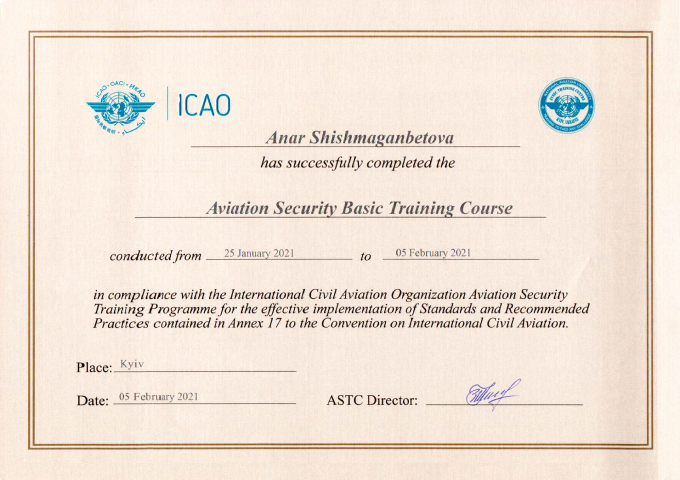 ICAO · OACI · ИКАО
ICAO
Anar Shishmaganbetova
has successfully completed the
Aviation Security Basic Training Course
conducted from 25 January 2021 to 05 February 2021
in compliance with the International Civil Aviation Organization Aviation Security
Training Programme for the effective implementation of Standards and Recommended
Practices contained in Annex 17 to the Convention on International Civil Aviation.
Place: Kyiv
Date: 05 February 2021
ASTC Director: